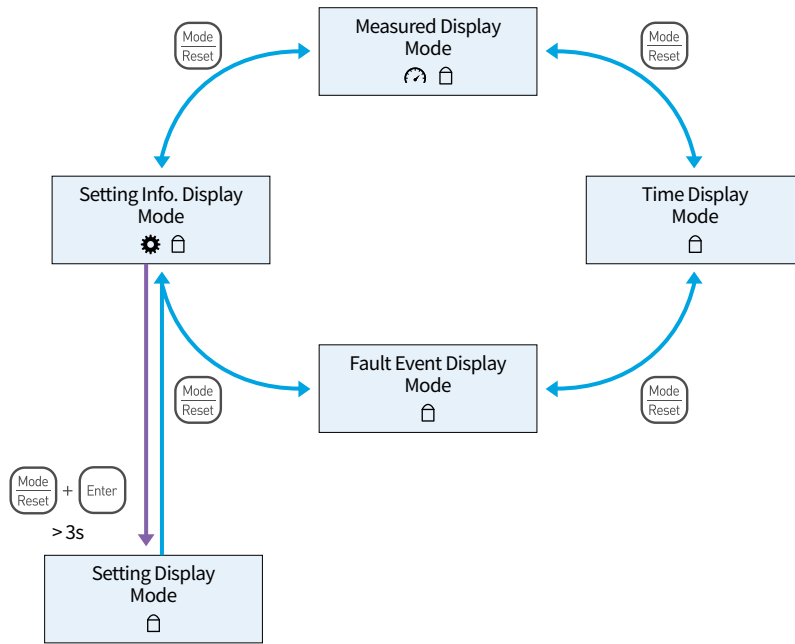 Measured Display
Mode
Mode
Reset
Mode
Reset
Setting Info. Display
Mode
Time Display
Mode
Fault Event Display
Mode
Mode
Reset
Mode
Reset
Mode
Reset
+
Enter
> 3s
Setting Display
Mode